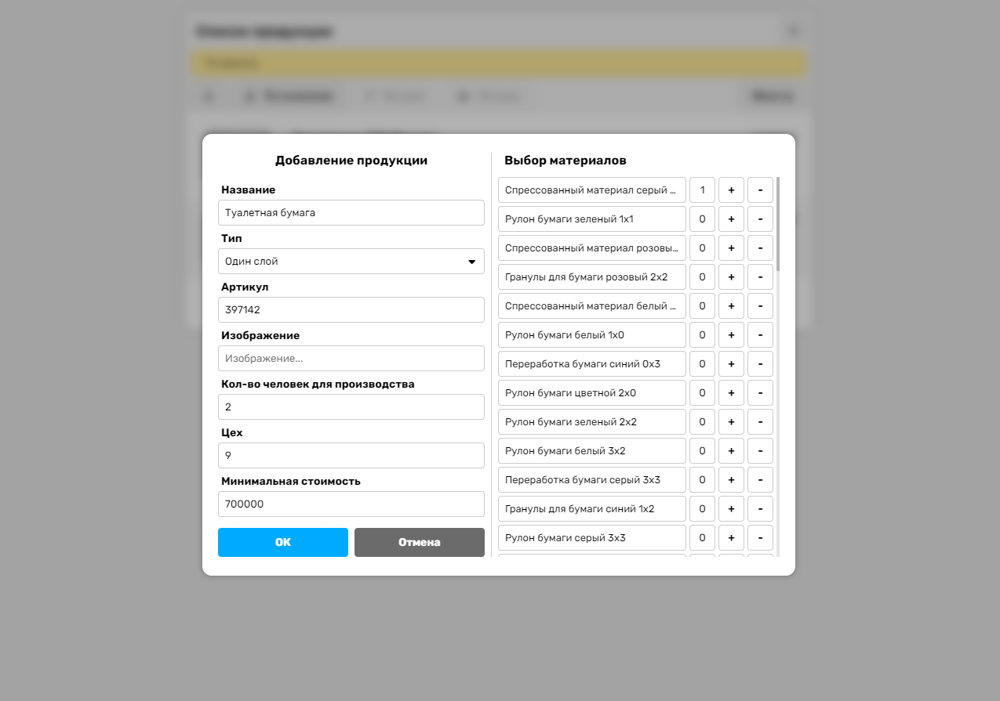 Список продукции
Добавление продукции
Название
Туалетная бумага
Тип
Один слой
Артикул
397142
Изображение
Изображение...
Кол-во человек для производства
2
Цех
9
Минимальная стоимость
700000
ОК
Отмена
Выбор материалов
Спрессованный материал серый ... 1 + -
Рулон бумаги зеленый 1x1 0 + -
Спрессованный материал розовы... 0 + -
Гранулы для бумаги розовый 2x2 0 + -
Спрессованный материал белый ... 0 + -
Рулон бумаги белый 1x0 0 + -
Переработка бумаги синий 0x3 0 + -
Рулон бумаги цветной 2x0 0 + -
Рулон бумаги зеленый 2x2 0 + -
Рулон бумаги белый 3x2 0 + -
Переработка бумаги серый 3x3 0 + -
Гранулы для бумаги синий 1x2 0 + -
Рулон бумаги серый 3x3 0 + -